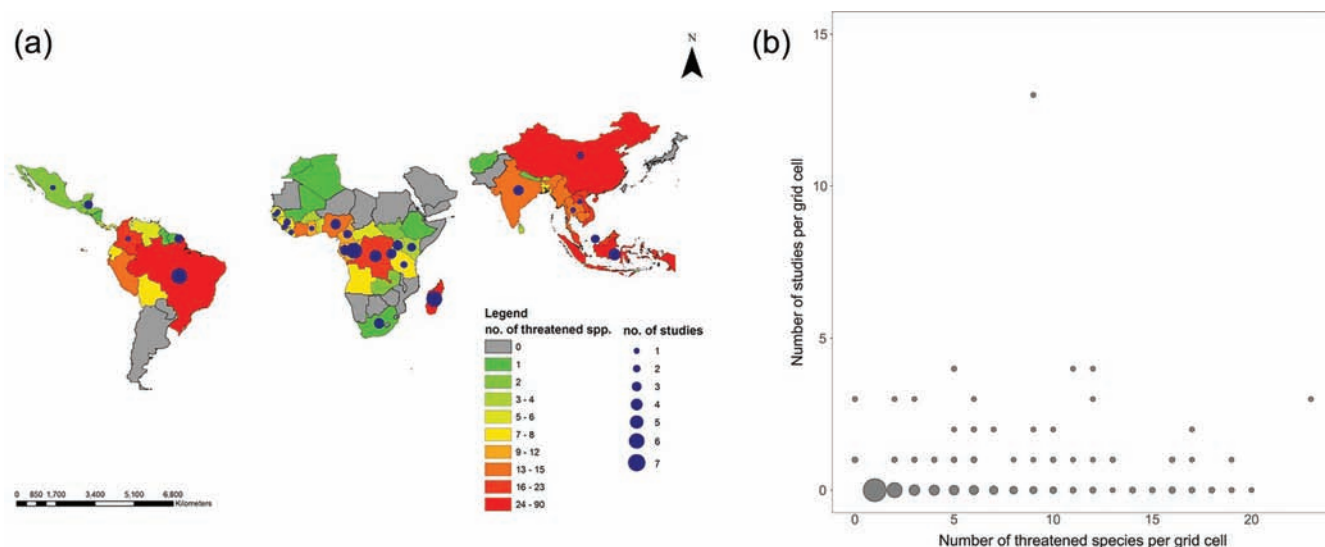 (a)
N
Legend
no. of threatened spp.
0
1
2
3 - 4
5 - 6
7 - 8
9 - 12
13 - 15
16 - 23
24 - 90
no. of studies
1
2
3
4
5
6
7
0 850 1,700 3,400 5,100 6,800
Kilometers
(b)
Number of studies per grid cell
15
10
5
0
0 5 10 15 20
Number of threatened species per grid cell